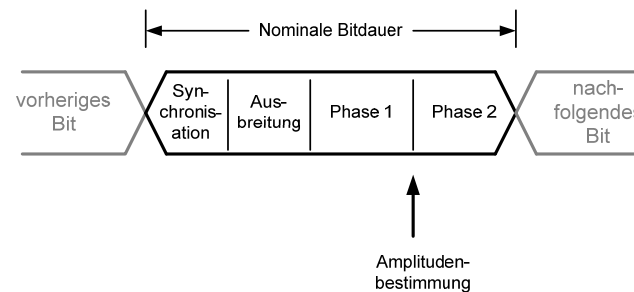 Nominale Bitdauer
vorheriges
Bit
Syn-
chronis-
ation
Aus-
breitung
Phase 1
Phase 2
nach-
folgendes
Bit
Amplituden-
bestimmung